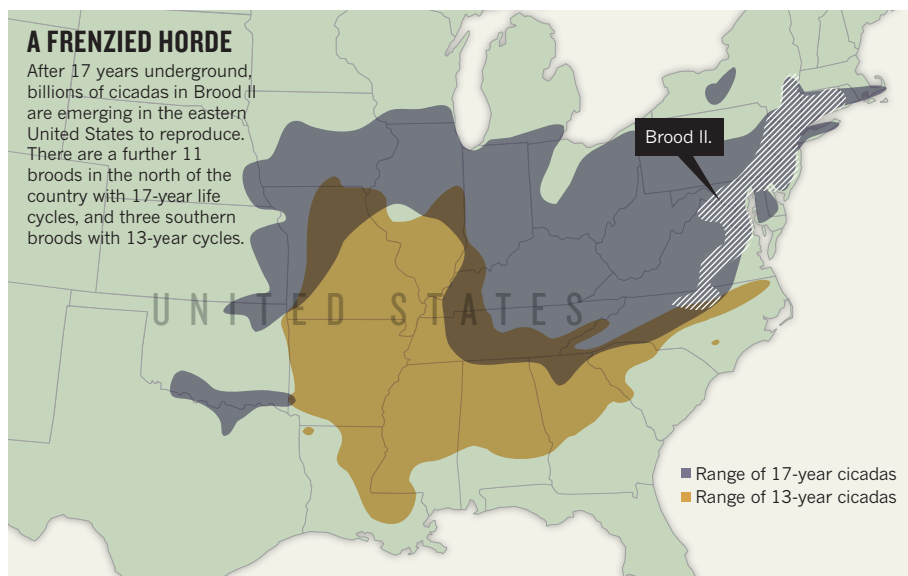 A FRENZIED HORDE
After 17 years underground,
billions of cicadas in Brood II
are emerging in the eastern
United States to reproduce.
There are a further 11
broods in the north of the
country with 17-year life
cycles, and three southern
broods with 13-year cycles.
Brood II.
UNITED STATES
Range of 17-year cicadas
Range of 13-year cicadas